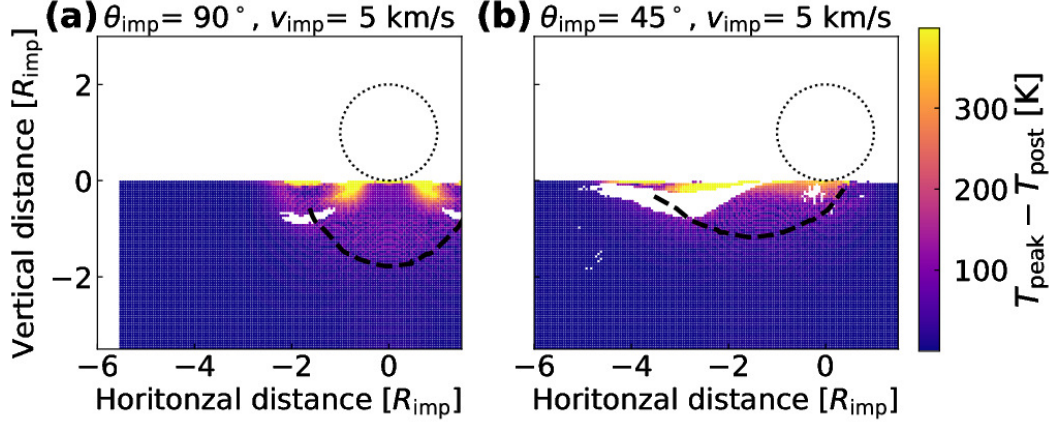 (a) θimp= 90°, vimp= 5 km/s
(b) θimp= 45°, vimp= 5 km/s
Vertical distance [Rimp]
2
0
−2
−6
−4
−2
0
Horitonzal distance [Rimp]
−6
−4
−2
0
Horitonzal distance [Rimp]
300
200
100
Tpeak − Tpost [K]